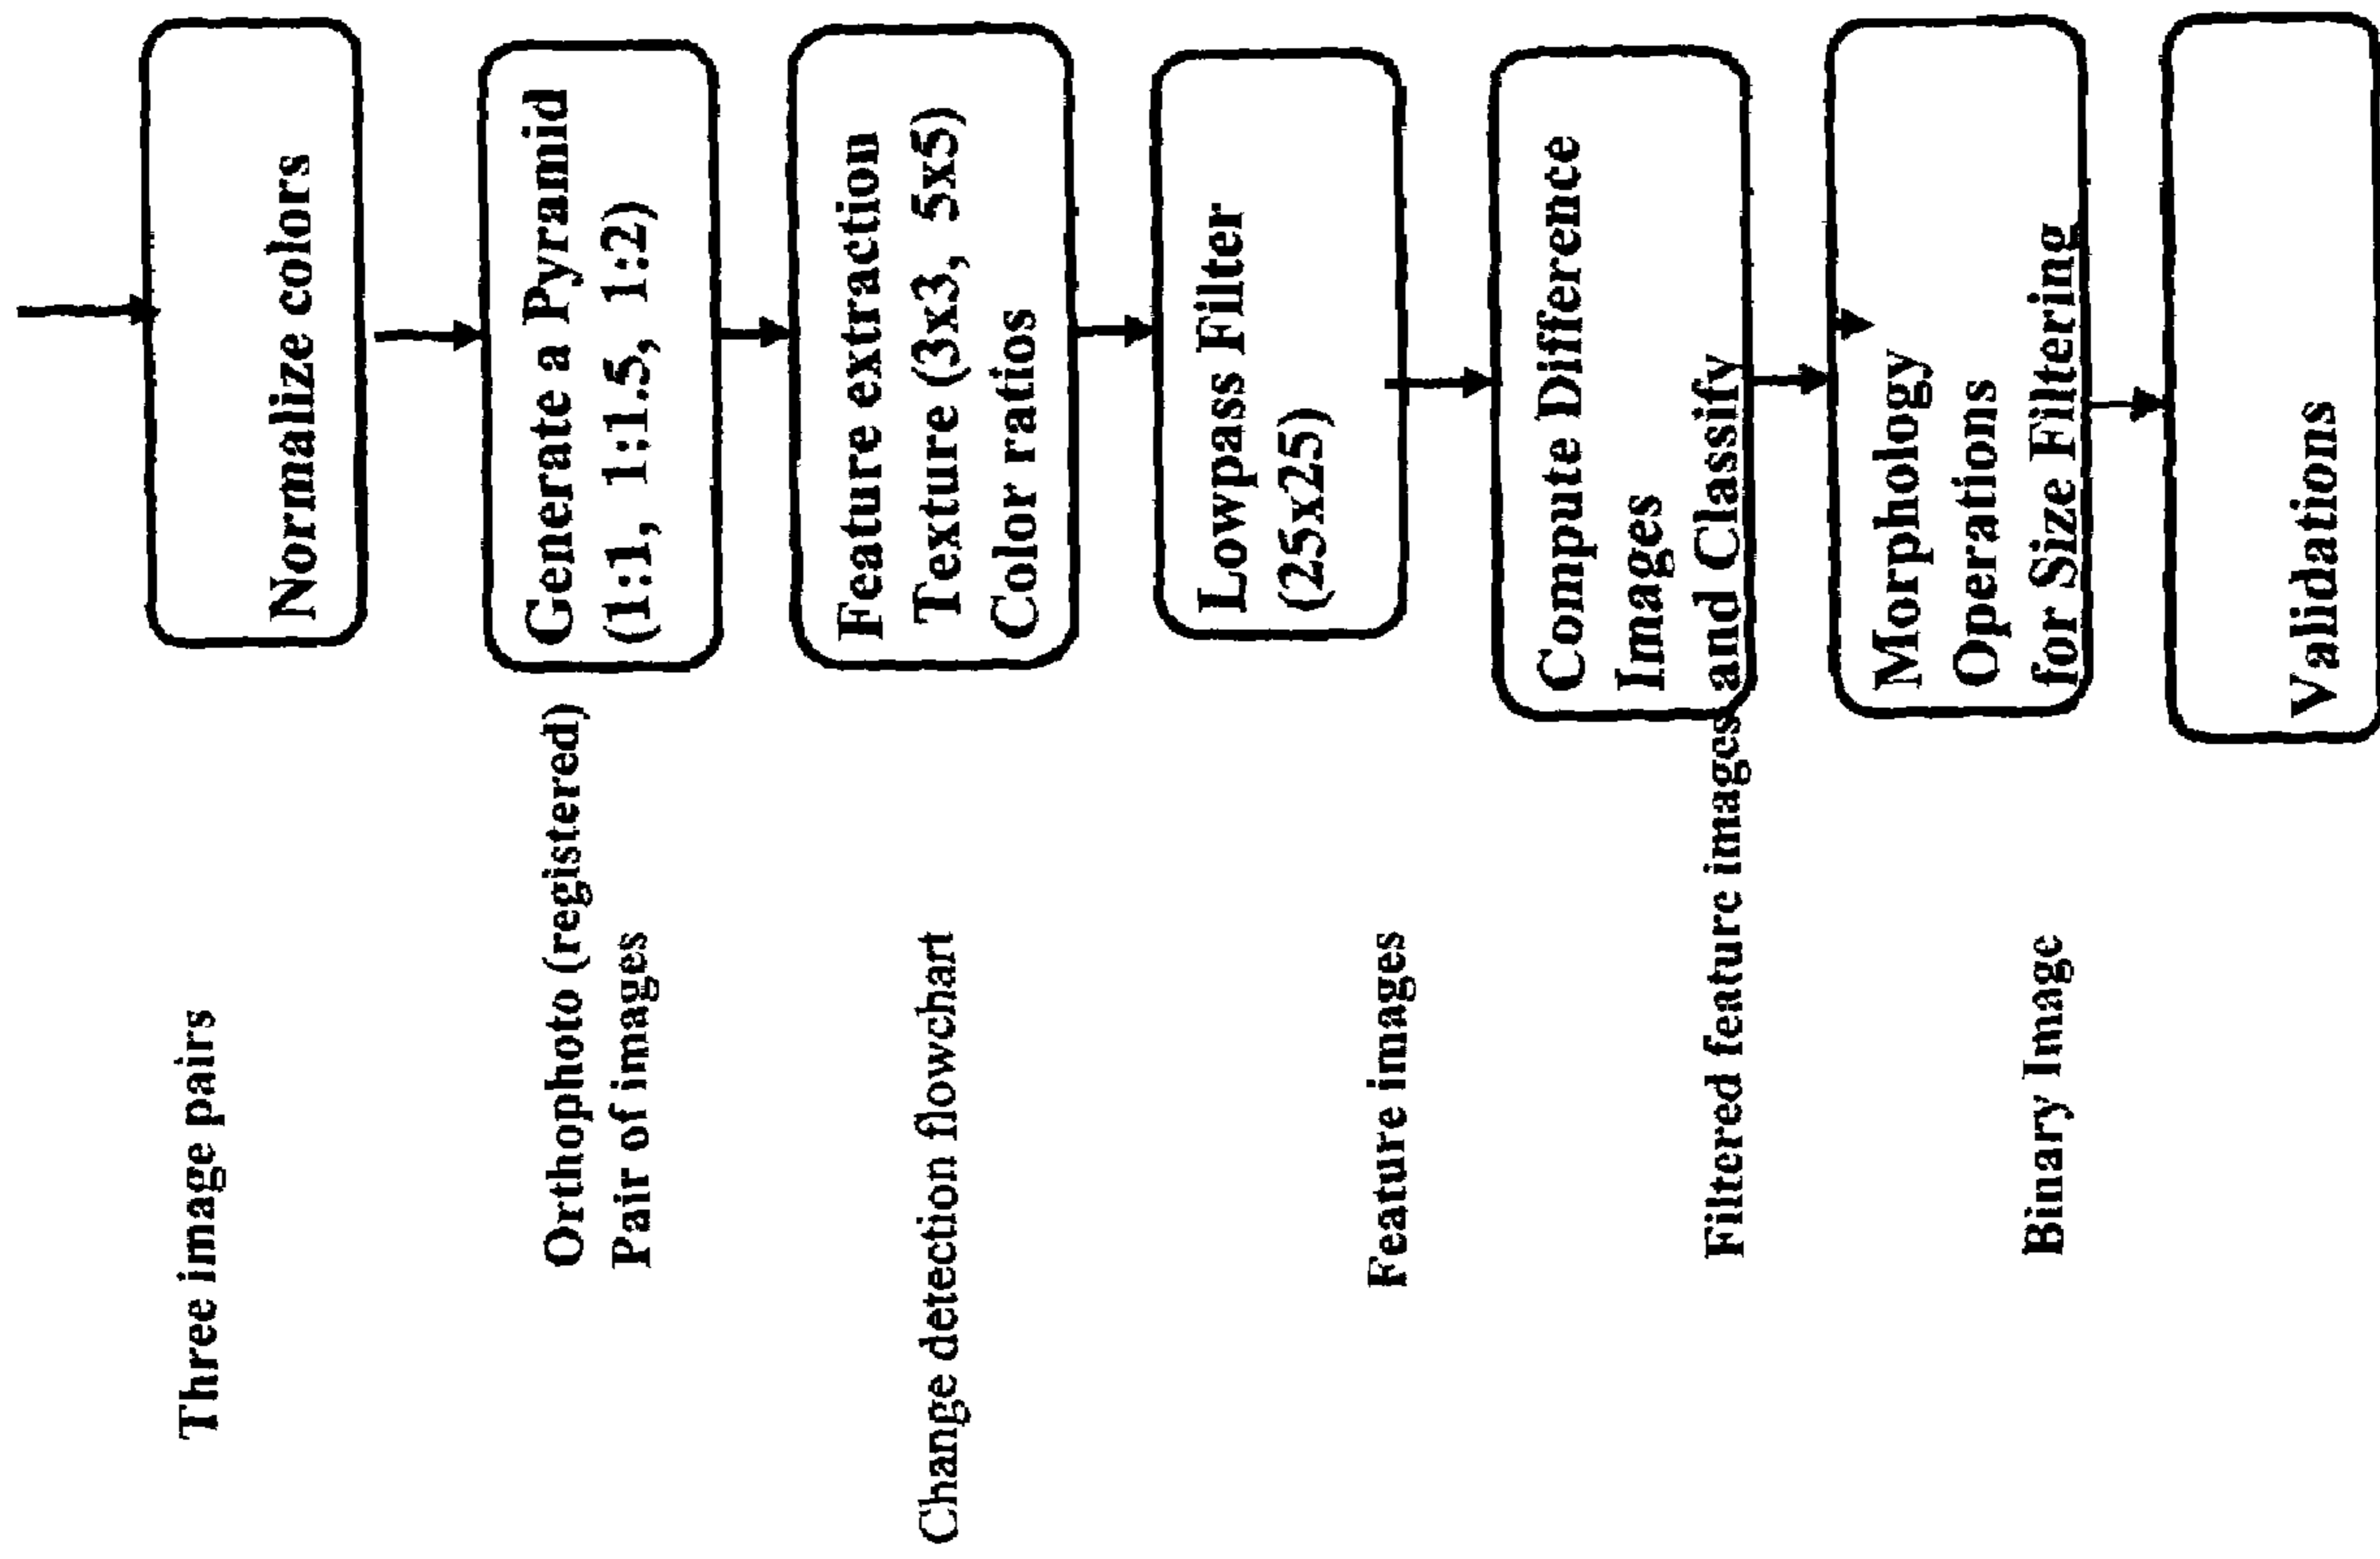 Normalize colors
Generate a Pyramid
(1:1, 1:1.5, 1:2)
Feature extraction
Texture (3x3, 5x5)
Color ratios
Lowpass Filter
(25x25)
Compute Difference
Images
and Classify
Morphology
Operations
for Size Filtering
Validations
Three image pairs
Orthophoto (registered)
Pair of images
Change detection flowchart
Feature images
Filtered feature images
Binary Image